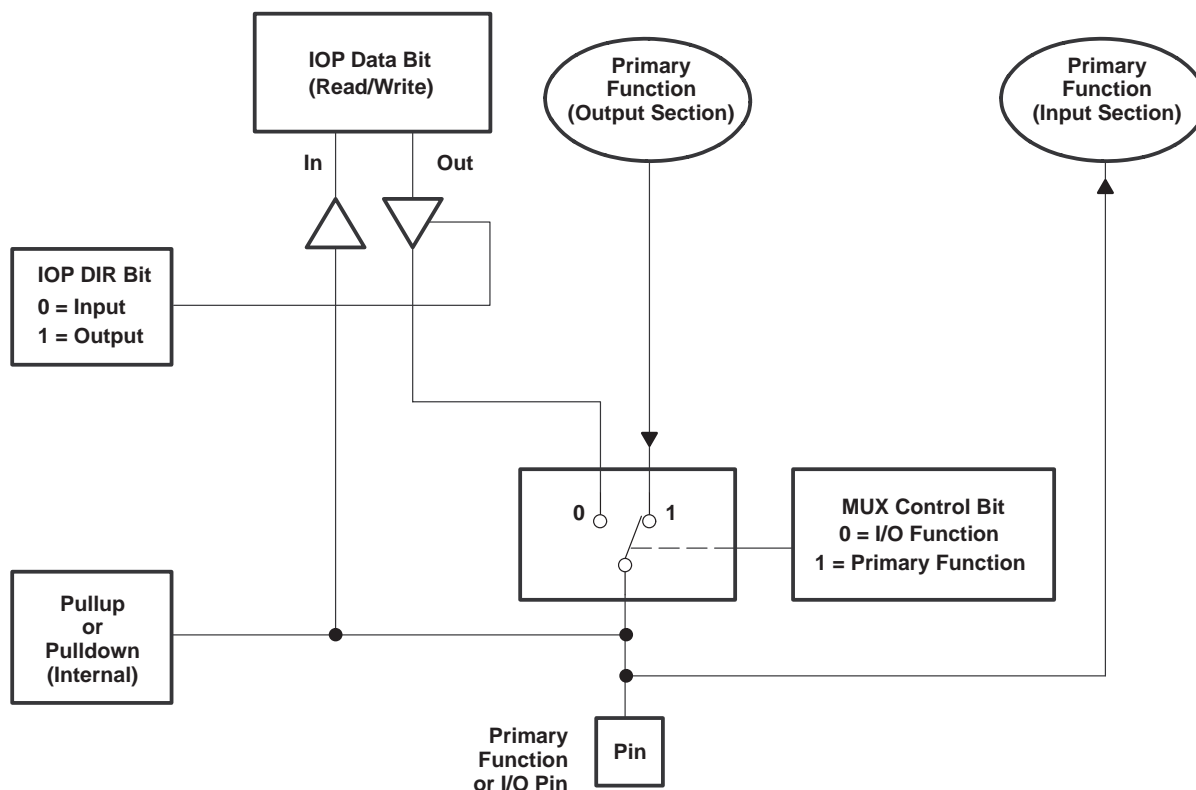 IOP Data Bit
(Read/Write)
Primary
Function
(Output Section)
Primary
Function
(Input Section)
In
Out
IOP DIR Bit
0 = Input
1 = Output
0
1
MUX Control Bit
0 = I/O Function
1 = Primary Function
Pullup
or
Pulldown
(Internal)
Primary
Function
or I/O Pin
Pin